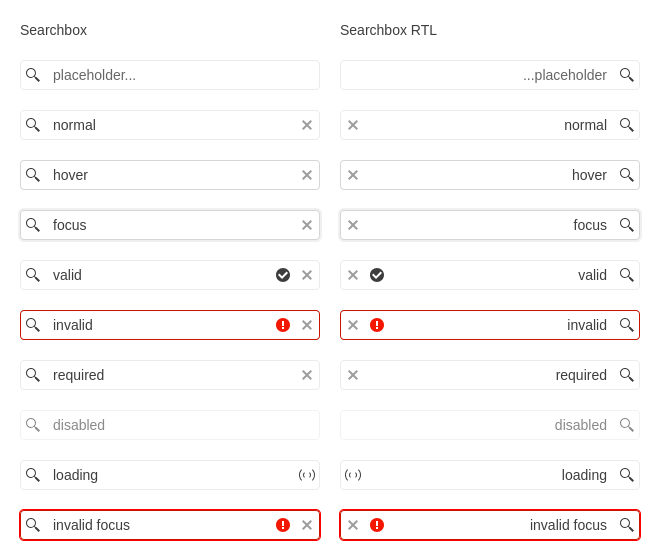 Searchbox
placeholder...
normal
hover
focus
valid
invalid
required
disabled
loading
invalid focus
Searchbox RTL
...placeholder
normal
hover
focus
valid
invalid
required
disabled
loading
invalid focus